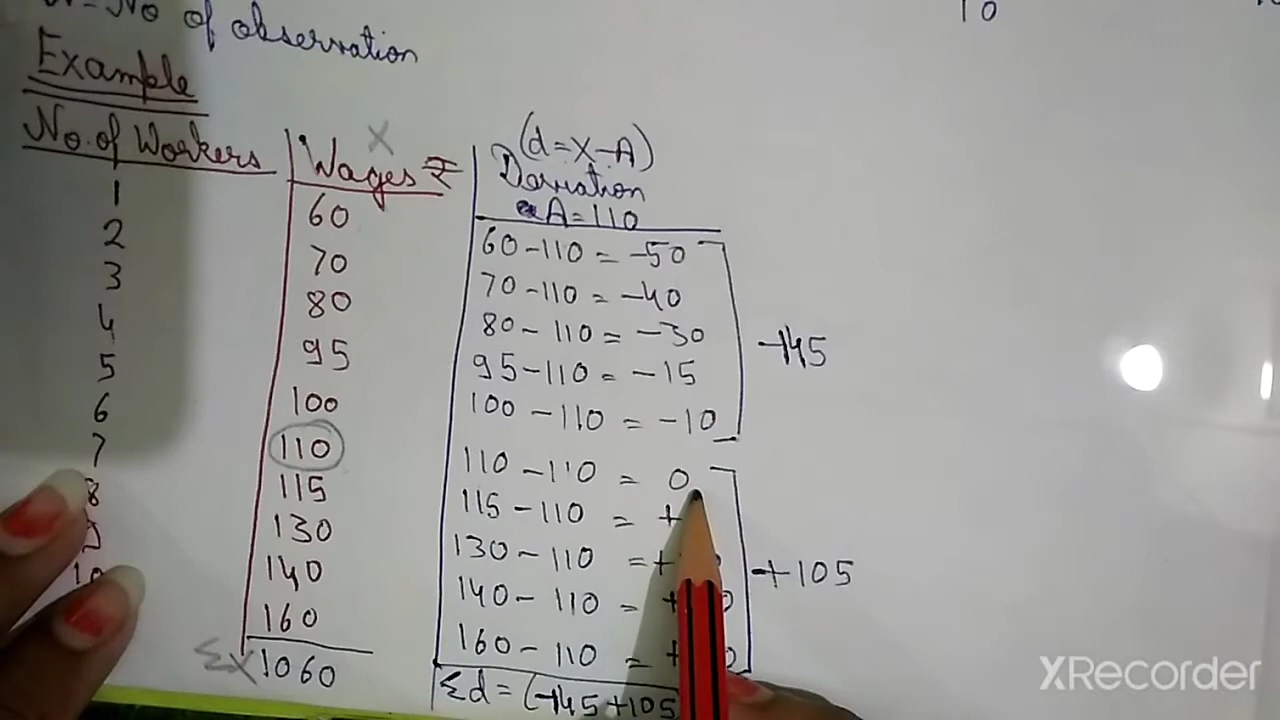 No of observation
10
Example
No. of Workers | Wages ₹ X | (d=X-A) Deviation A=110
1 60 60-110 = -50
2 70 70-110 = -40
3 80 80-110 = -30
4 95 95-110 = -15
5 100 100-110 = -10
-145
6 110 110-110 = 0
7 115 115-110 = +
8 130 130-110 = +
140 140-110 = +
10 160 160-110 = +
+105
ΣX 1060 Σd = (-145+105
XRecorder